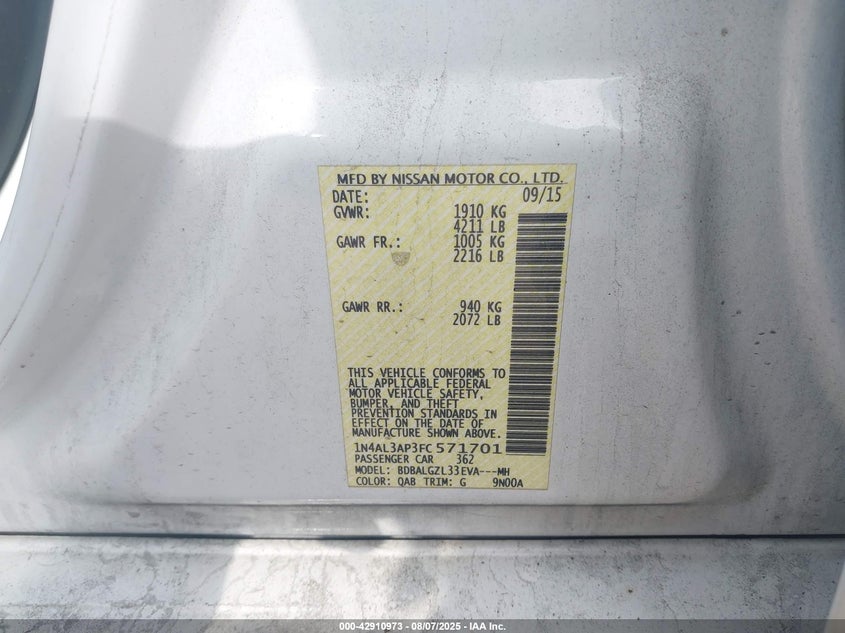 MFD BY NISSAN MOTOR CO., LTD.
DATE: 09/15
GVWR: 1910 KG
4211 LB
GAWR FR.: 1005 KG
2216 LB
GAWR RR.: 940 KG
2072 LB
THIS VEHICLE CONFORMS TO
ALL APPLICABLE FEDERAL
MOTOR VEHICLE SAFETY,
BUMPER, AND THEFT
PREVENTION STANDARDS IN
EFFECT ON THE DATE OF
MANUFACTURE SHOWN ABOVE.
1N4AL3AP3FC571701
PASSENGER CAR 362
MODEL: BDBALGZL33EVA---MH
COLOR: QAB TRIM: G 9N00A
000-42910973 — 08/07/2025 — IAA Inc.